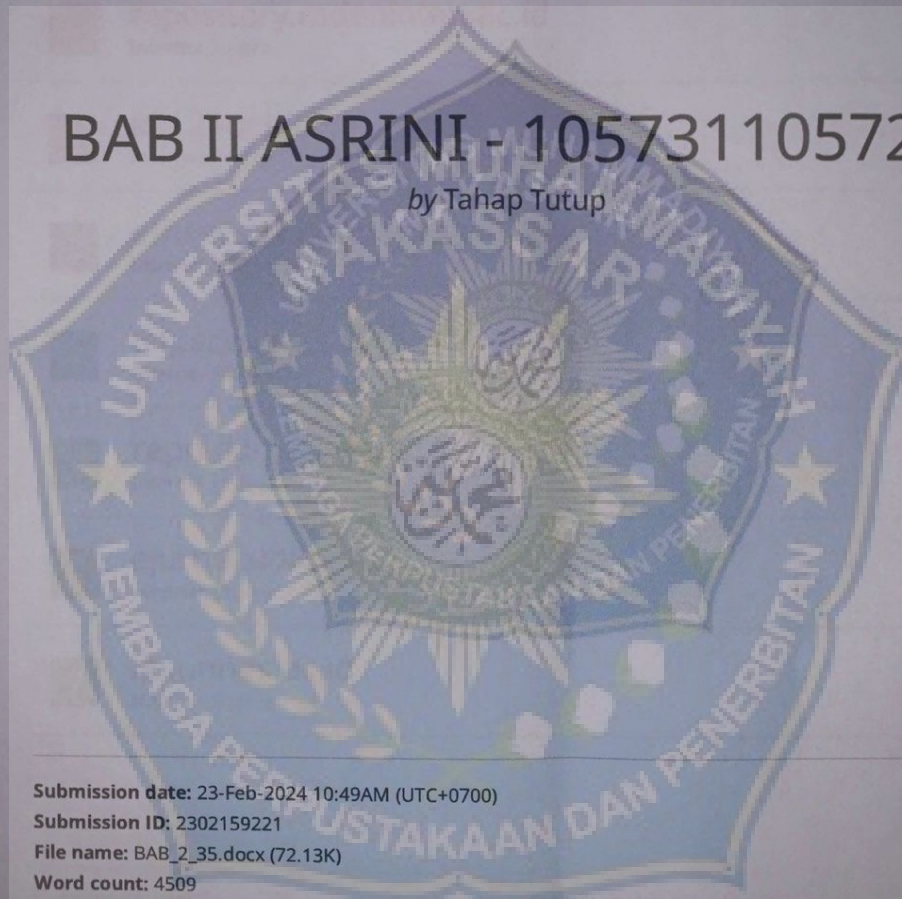 BAB II ASRINI - 10573110572
by Tahap Tutup
UNIVERSITAS MUHAMMADIYAH
MAKASSAR
LEMBAGA PERPUSTAKAAN DAN PENERBITAN
Submission date: 23-Feb-2024 10:49AM (UTC+0700)
Submission ID: 2302159221
File name: BAB_2_35.docx (72.13K)
Word count: 4509